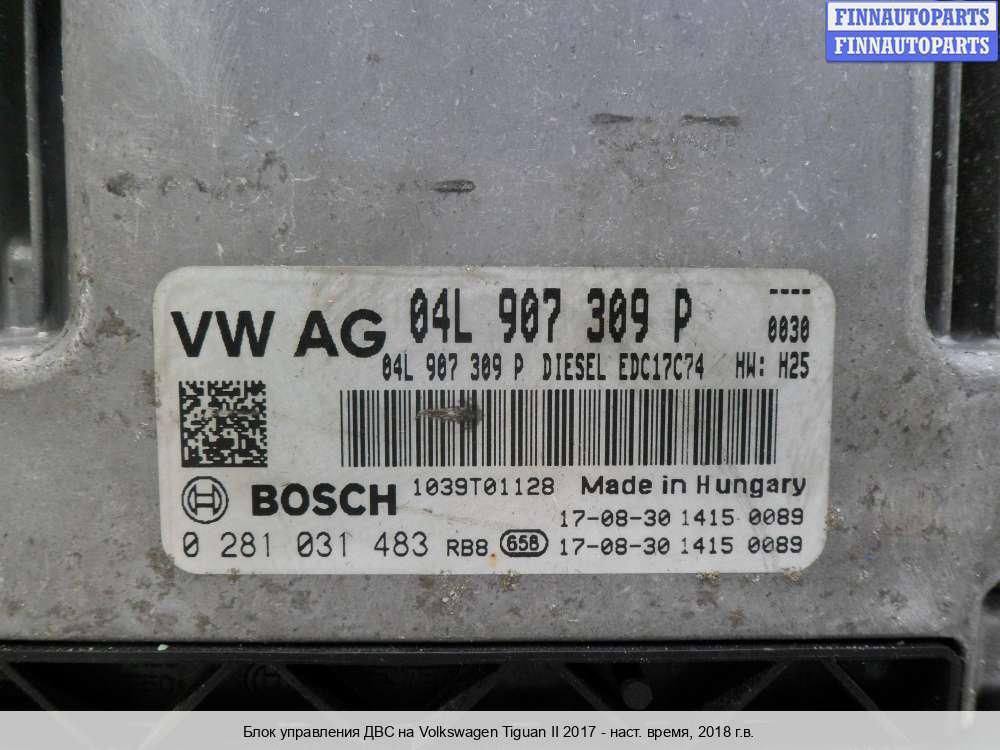 FINNAUTOPARTS
FINNAUTOPARTS
VW AG 04L 907 309 P ----
0030
04L 907 309 P DIESEL EDC17C74 HW: H25
BOSCH 1039T01128 Made in Hungary
17-08-30 1415 0089
0 281 031 483 RB8 65B 17-08-30 1415 0089
Блок управления ДВС на Volkswagen Tiguan II 2017 - наст. время, 2018 г.в.